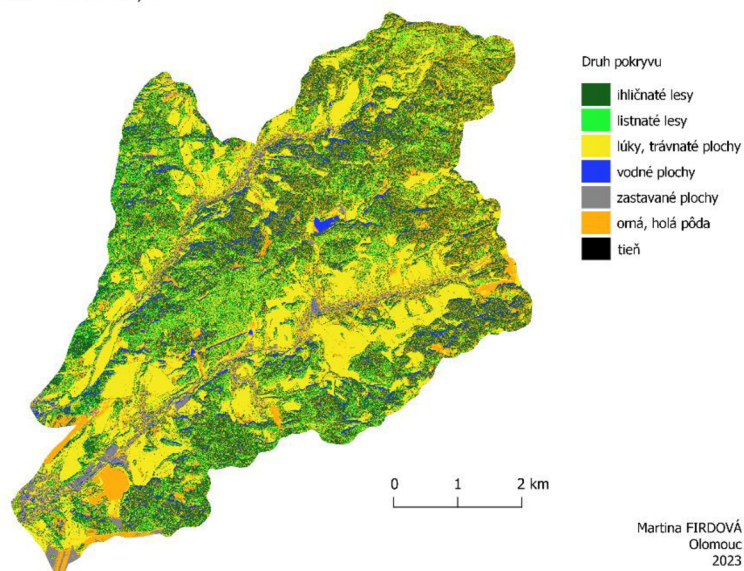 Druh pokryvu
ihličnaté lesy
listnaté lesy
lúky, trávnaté plochy
vodné plochy
zastavané plochy
orná, holá pôda
tieň
0 1 2 km
Martina FIRDOVÁ
Olomouc
2023